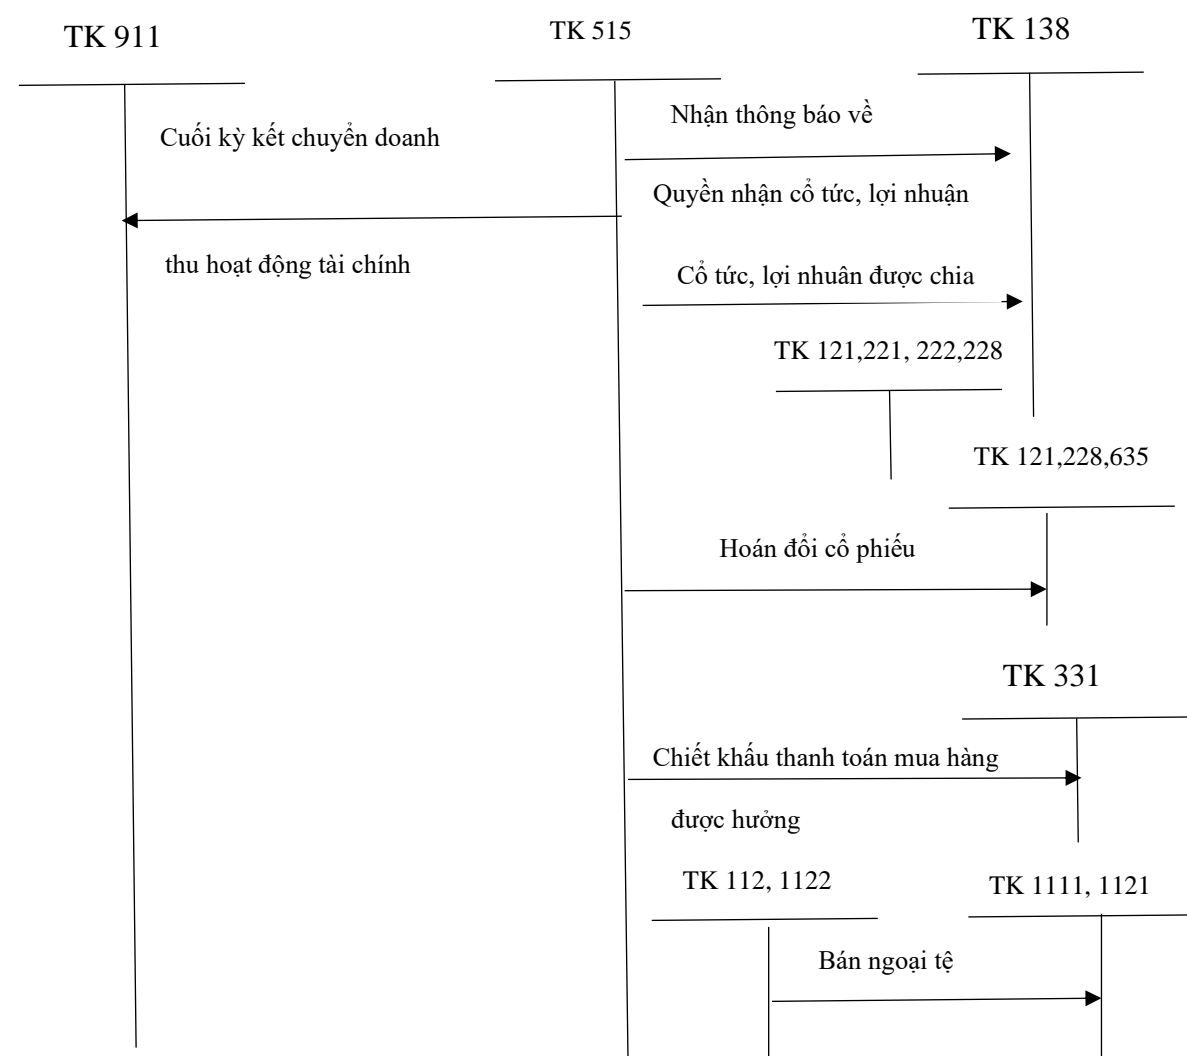 TK 911
TK 515
TK 138
Nhận thông báo về
Cuối kỳ kết chuyển doanh
Quyền nhận cổ tức, lợi nhuận
thu hoạt động tài chính
Cổ tức, lợi nhuân được chia
TK 121,221, 222,228
TK 121,228,635
Hoán đổi cổ phiếu
TK 331
Chiết khấu thanh toán mua hàng
được hưởng
TK 112, 1122
TK 1111, 1121
Bán ngoại tệ